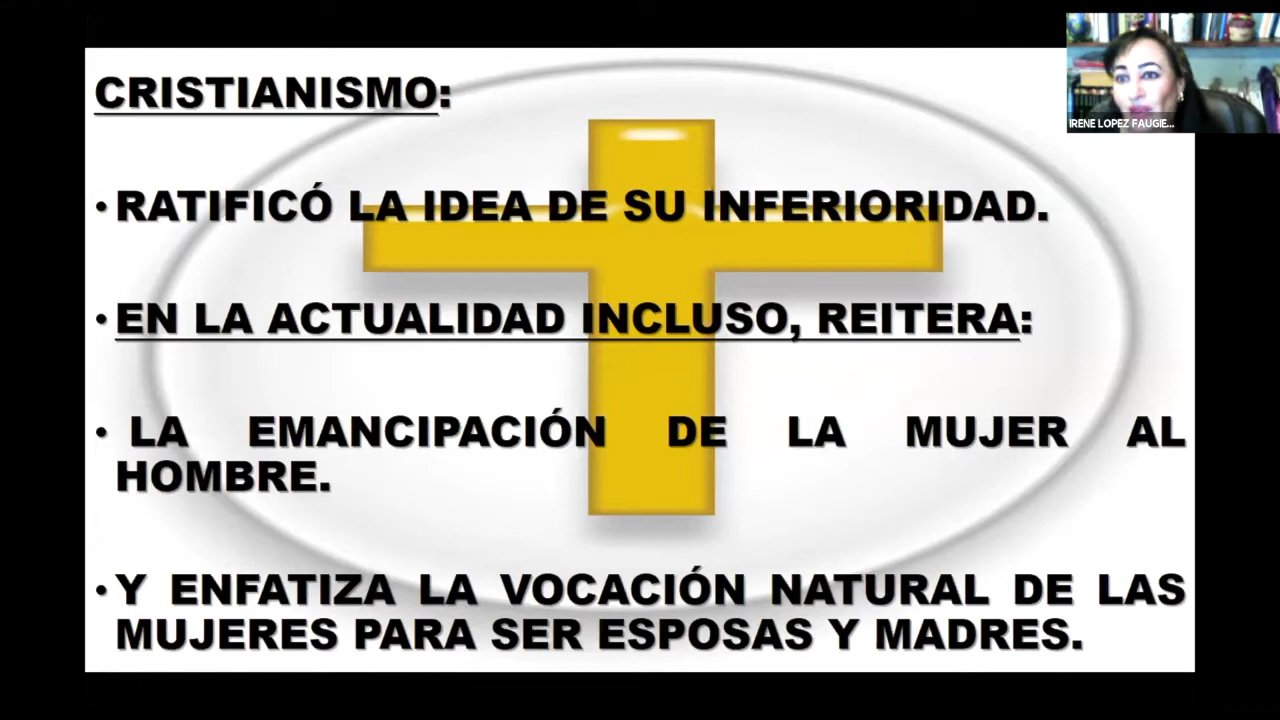 CRISTIANISMO:
• RATIFICÓ LA IDEA DE SU INFERIORIDAD.
• EN LA ACTUALIDAD INCLUSO, REITERA:
• LA EMANCIPACIÓN DE LA MUJER AL
HOMBRE.
• Y ENFATIZA LA VOCACIÓN NATURAL DE LAS
MUJERES PARA SER ESPOSAS Y MADRES.
IRENE LOPEZ FAUGIE...